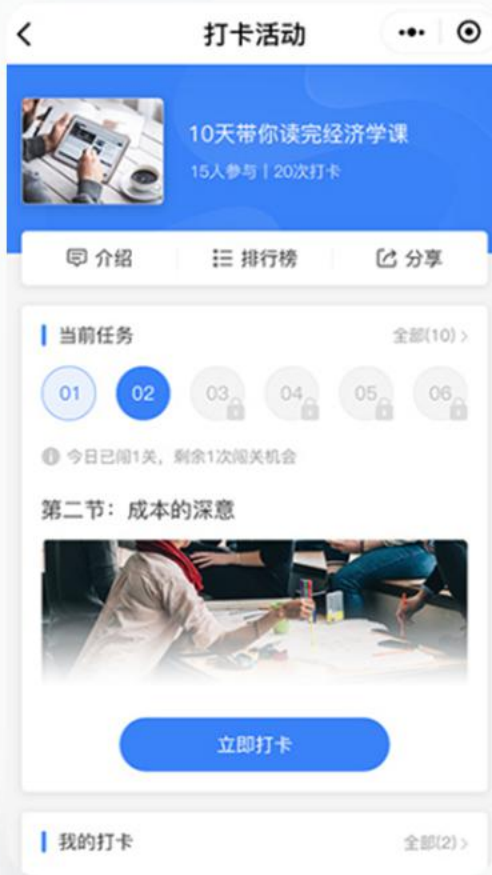 打卡活动
10天带你读完经济学课
15人参与丨20次打卡
介绍
排行榜
分享
当前任务
全部(10)
01
02
03
04
05
06
今日已闯1关，剩余1次闯关机会
第二节：成本的深意
立即打卡
我的打卡
全部(2)